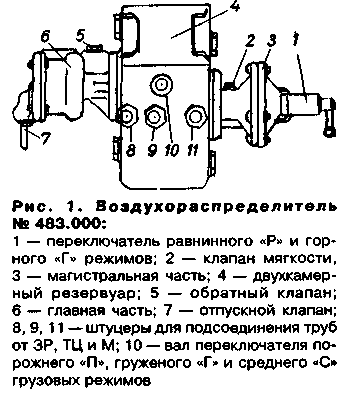 4
6
5
2
3
1
7
8
9
10
11
Рис. 1. Воздухораспределитель
№ 483.000:
1 — переключатель равнинного «Р» и гор-
ного «Г» режимов; 2 — клапан мягкости,
3 — магистральная часть; 4 — двухкамер-
ный резервуар; 5 — обратный клапан;
6 — главная часть; 7 — отпускной клапан;
8, 9, 11 — штуцеры для подсоединения труб
от ЗР, ТЦ и М; 10 — вал переключателя по-
рожнего «П», груженого «Г» и среднего «С»
грузовых режимов